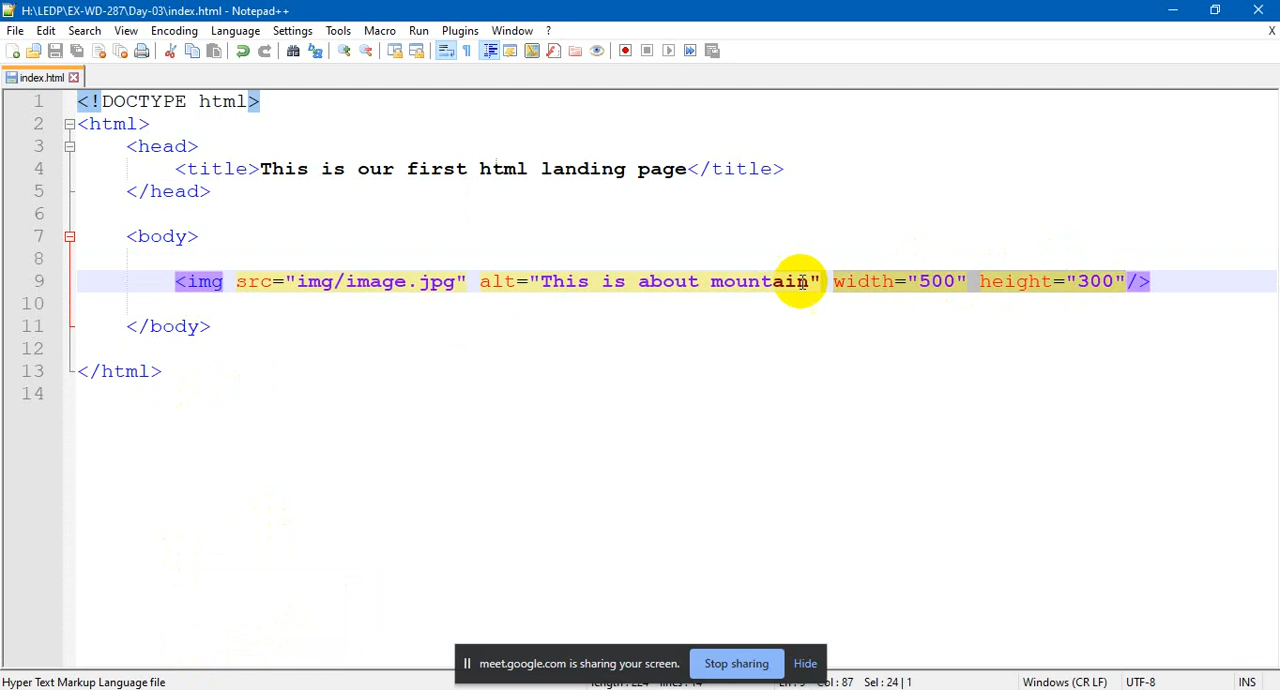 H:\LEDP\EX-WD-287\Day-03\index.html - Notepad++
File Edit Search View Encoding Language Settings Tools Macro Run Plugins Window ? X
index.html
1 <!DOCTYPE html>
2 <html>
3 <head>
4 <title>This is our first html landing page</title>
5 </head>
6
7 <body>
8
9 <img src="img/image.jpg" alt="This is about mountain" width="500" height="300"/>
10
11 </body>
12
13 </html>
14
meet.google.com is sharing your screen. Stop sharing Hide
Hyper Text Markup Language file Col : 87 Sel : 24 | 1 Windows (CR LF) UTF-8 INS